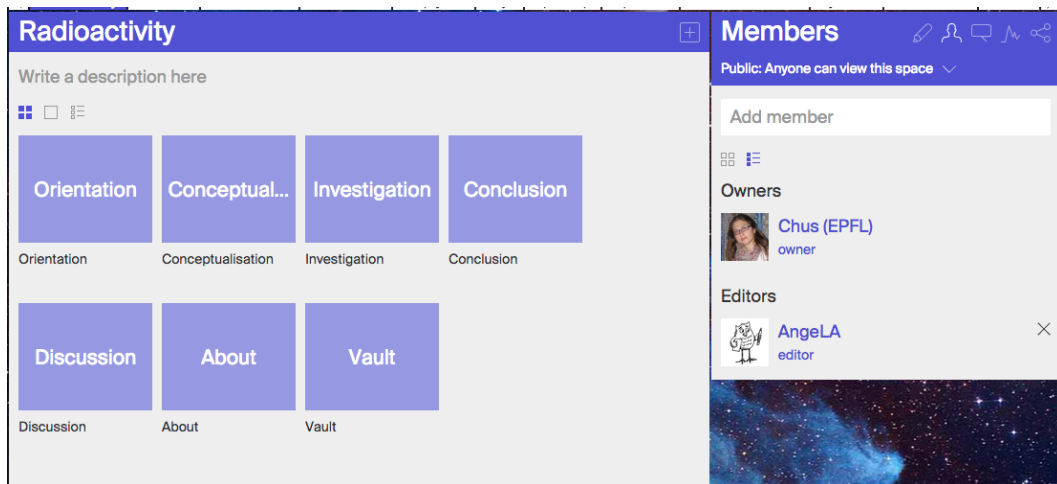 Radioactivity
Write a description here
Orientation
Conceptual...
Investigation
Conclusion
Orientation
Conceptualisation
Investigation
Conclusion
Discussion
About
Vault
Discussion
About
Vault
Members
Public: Anyone can view this space
Add member
Owners
Chus (EPFL)
owner
Editors
AngeLA
editor